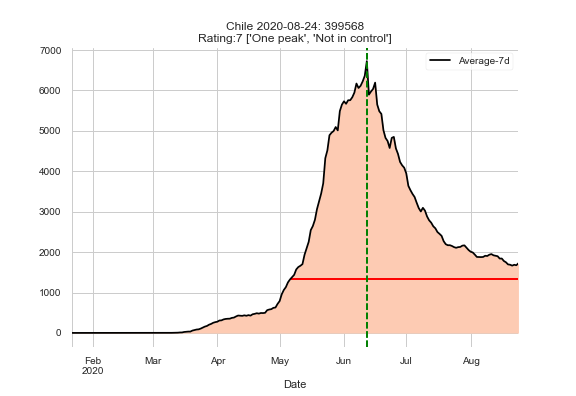 Chile 2020-08-24: 399568
Rating:7 ['One peak', 'Not in control']
Average-7d
7000
6000
5000
4000
3000
2000
1000
0
Feb
2020
Mar
Apr
May
Jun
Jul
Aug
Date